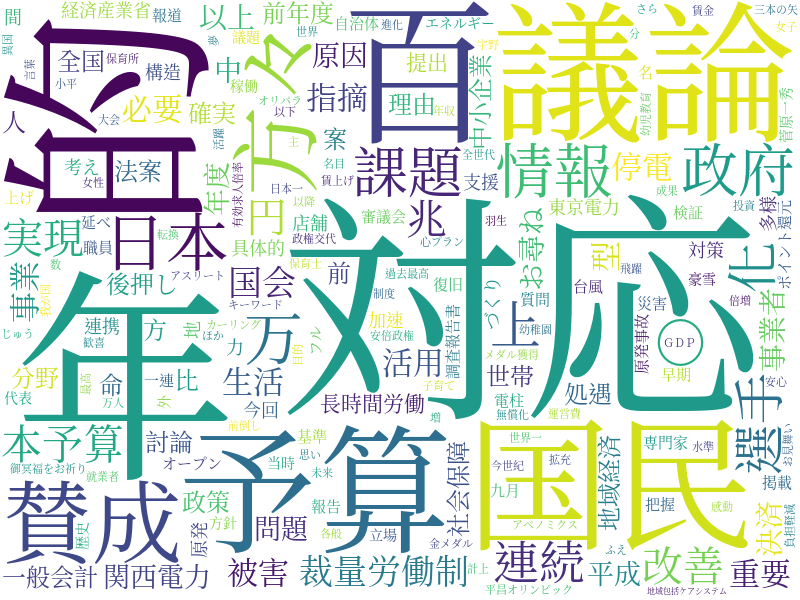 間
経済産業省
報道
以上
前年度
自治体
進化
エネルギー
さら
賃金
三本の矢
異国
言葉
全国
保育所
構造
夢
議題
世界
中
原因
提出
百
議論
分
宇野
女子
小平
稼働
人
必要
確実
オリパラ
以下
指摘
理由
年収
中小企業
名
幼児教育
菅原一秀
大会
活躍
々
主
案
考え
法案
女性
年度
有効求人倍率
名目
日本一
全世代
課題
支援
情報
停電
政府
上げ
円
賃上げ
以降
兆
成果
投資
還元
実現
延べ
職員
日本
転換
具体的
店舗
政権交代
審議会
羽生
東京電力
検証
多様
ポイント
数
我が国
アスリート
保育士
国会
心プラン
お尋ね
型
飛躍
対策
化
事業
後押し
キーワード
前
過去最高
復旧
台風
豪雪
倍増
事業者
じゅう
連携
方
地
カーリング
ほか
制度
づくり
質問
災害
歓喜
力
万
目的
フル
加速
安倍政権
調査報告書
上
幼稚園
原発事故
GDP
年
対応
分野
最高
命
一連
比
生活
活用
メダル獲得
世帯
早期
代表
万人
外
今回
前倒し
長時間労働
子育て
処遇
電柱
無償化
安心
選手
本予算
討論
基準
増
運営費
お見舞い
御冥福をお祈り
就業者
オープン
当時
思い
未来
予算
社会保障
国民
世界一
今世紀
拡充
地域経済
専門家
水準
掲載
賛成
政策
報告
九月
把握
感動
決済
負担軽減
歴史
原発
方針
問題
各般
立場
アベノミクス
金メダル
ふえ
一般会計
関西電力
被害
裁量労働制
計上
連続
平成
改善
重要
平昌オリンピック
地域包括ケアシステム